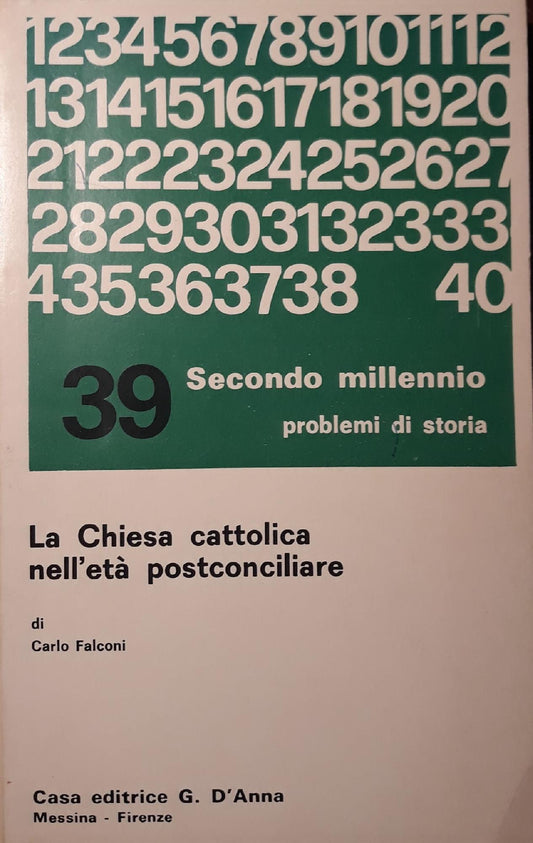 123456789101112
1314151617181920
21222324252627
2829303132333
435363738 40
39 Secondo millennio
problemi di storia
La Chiesa cattolica
nell'età postconciliare
di
Carlo Falconi
Casa editrice G. D'Anna
Messina - Firenze